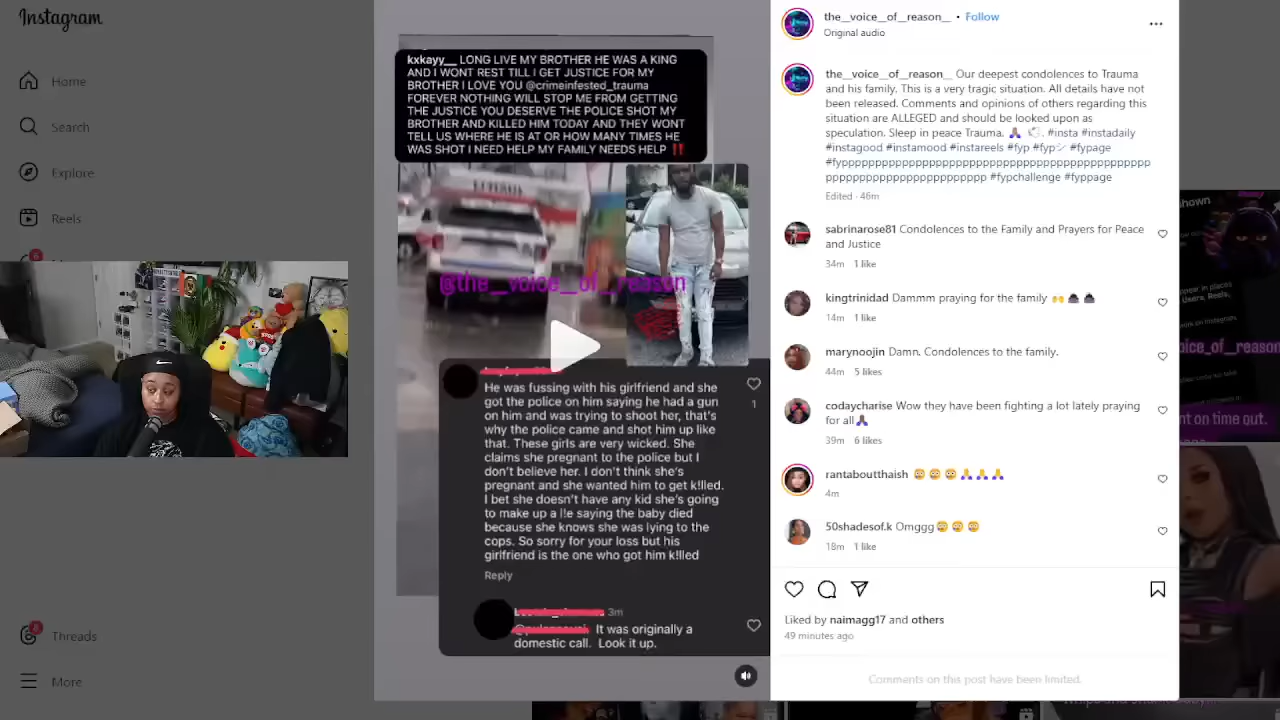 Instagram
Home
Search
Explore
Reels
6
Threads
More
kxkayy__ LONG LIVE MY BROTHER HE WAS A KING
AND I WONT REST TILL I GET JUSTICE FOR MY
BROTHER I LOVE YOU @crimeinfested_trauma
FOREVER NOTHING WILL STOP ME FROM GETTING
THE JUSTICE YOU DESERVE THE POLICE SHOT MY
BROTHER AND KILLED HIM TODAY AND THEY WONT
TELL US WHERE HE IS AT OR HOW MANY TIMES HE
WAS SHOT I NEED HELP MY FAMILY NEEDS HELP ‼️
@the__voice__of__reason
He was fussing with his girlfriend and she
got the police on him saying he had a gun
on him and was trying to shoot her, that's
why the police came and shot him up like
that. These girls are very wicked. She
claims she pregnant to the police but I
don't believe her. I don't think she's
pregnant and she wanted him to get k!lled.
I bet she doesn't have any kid she's going
to make up a l!e saying the baby died
because she knows she was lying to the
cops. So sorry for your loss but his
girlfriend is the one who got him k!lled
1
Reply
3m
It was originally a
domestic call. Look it up.
the__voice__of__reason__ • Follow
Original audio
the__voice__of__reason__ Our deepest condolences to Trauma
and his family. This is a very tragic situation. All details have not
been released. Comments and opinions of others regarding this
situation are ALLEGED and should be looked upon as
speculation. Sleep in peace Trauma. 🙏🏽 🕊. #insta #instadaily
#instagood #instamood #instareels #fyp #fypシ #fypage
#fyppppppppppppppppppppppppppppppppppppppppppppppp
pppppppppppppppppppppppp #fypchallenge #fyppage
Edited · 46m
sabrinarose81 Condolences to the Family and Prayers for Peace
and Justice
34m 1 like
kingtrinidad Dammm praying for the family
14m 1 like
marynoojin Damn. Condolences to the family.
44m 5 likes
codaycharise Wow they have been fighting a lot lately praying
for all
39m 6 likes
rantaboutthaish
4m
50shadesof.k Omggg
18m 1 like
Liked by naimagg17 and others
49 minutes ago
Comments on this post have been limited.
oice_of_reason
nt on time out.